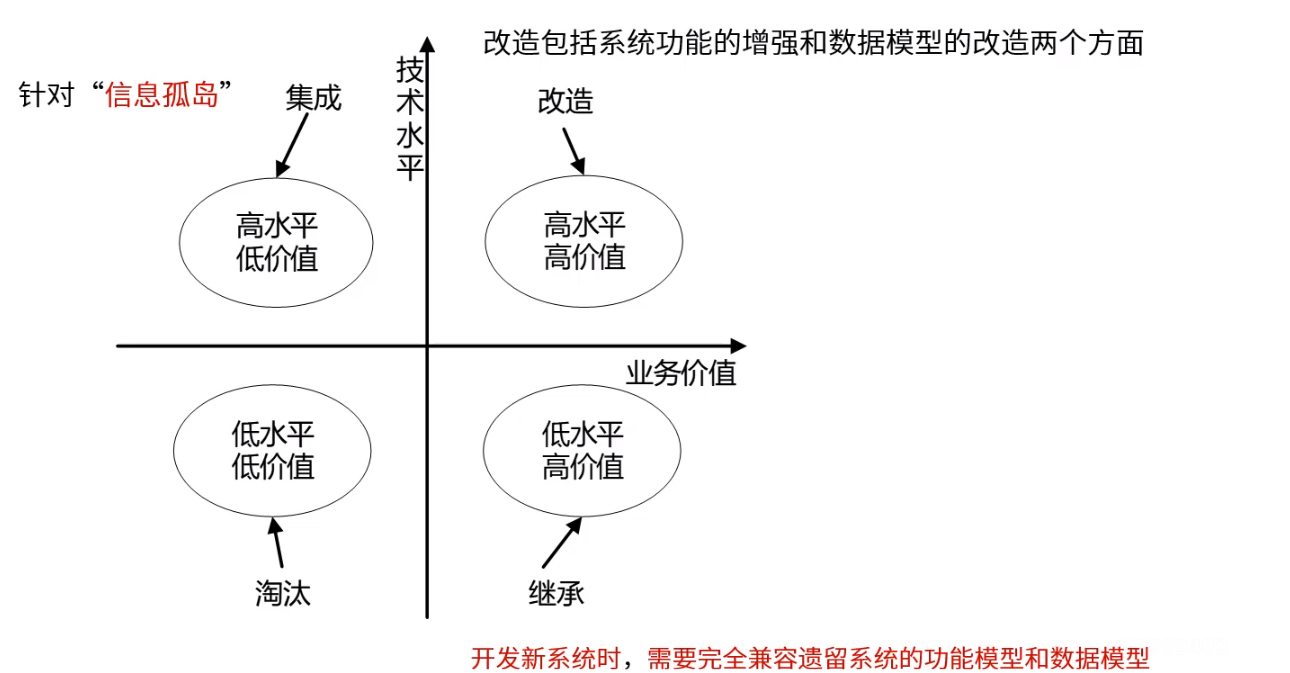 改造包括系统功能的增强和数据模型的改造两个方面
针对“信息孤岛”
集成
技术水平
改造
高水平
低价值
高水平
高价值
业务价值
低水平
低价值
低水平
高价值
淘汰
继承
开发新系统时，需要完全兼容遗留系统的功能模型和数据模型